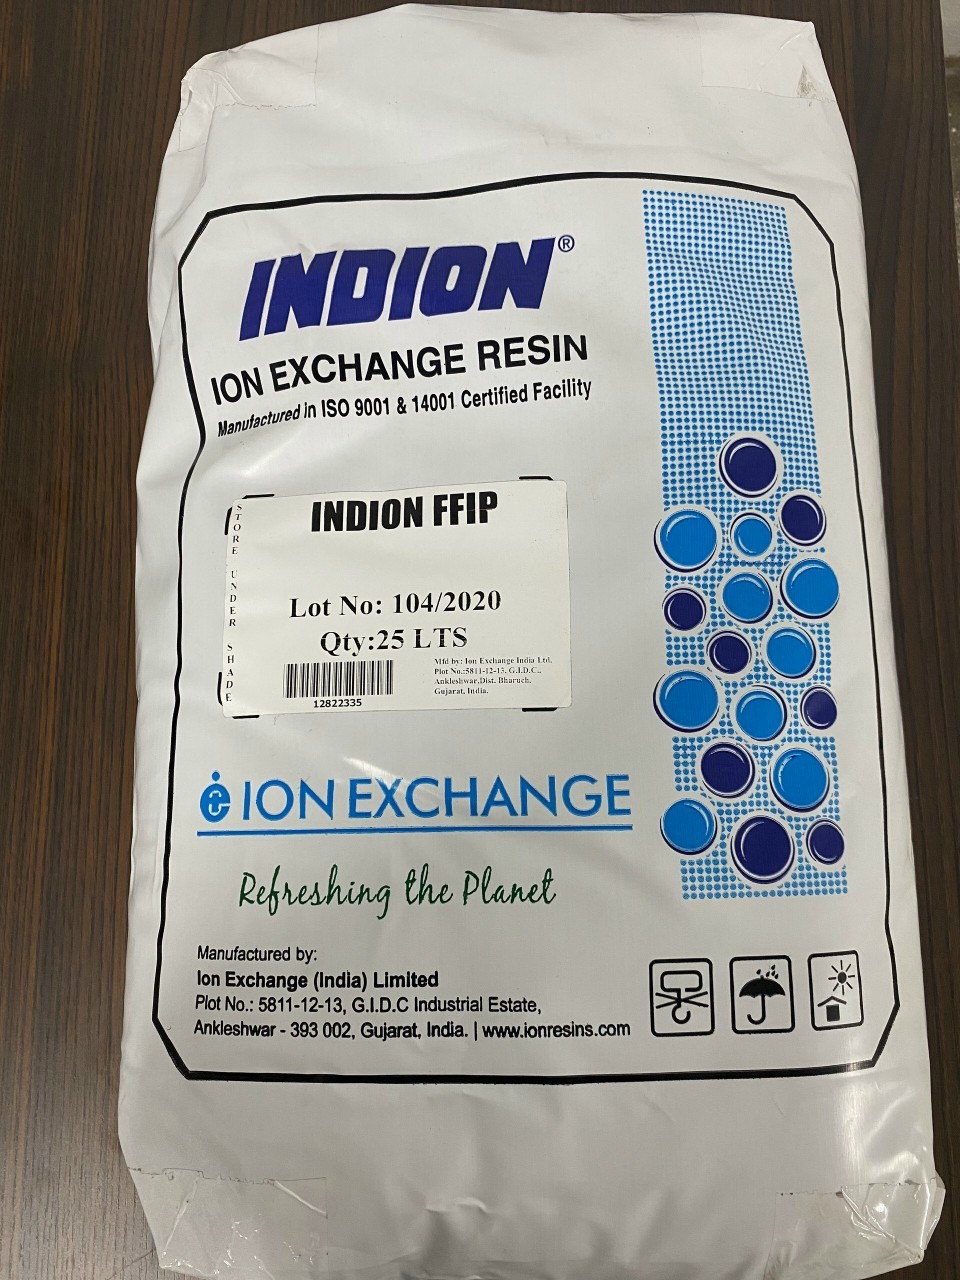 INDION®
ION EXCHANGE RESIN
Manufactured in ISO 9001 & 14001 Certified Facility
STORE UNDER SHADE
INDION FFIP
Lot No: 104/2020
Qty:25 LTS
12822335
Mfd by: Ion Exchange India Ltd,
Plot No.:5811-12-13, G.I.D.C.,
Ankleshwar,Dist. Bharuch,
Gujarat, India.
ION EXCHANGE
Refreshing the Planet
Manufactured by:
Ion Exchange (India) Limited
Plot No.: 5811-12-13, G.I.D.C Industrial Estate,
Ankleshwar - 393 002, Gujarat, India. | www.ionresins.com